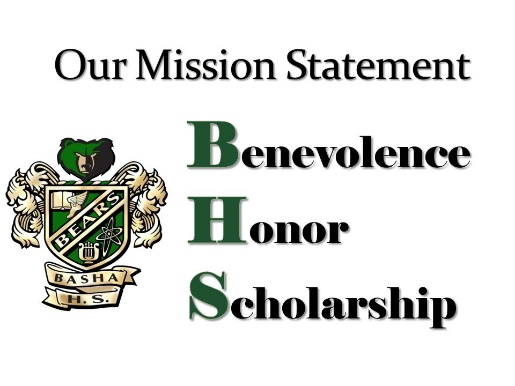 Our Mission Statement
Benevolence
Honor
Scholarship
BEARS
BASHA
H.S.